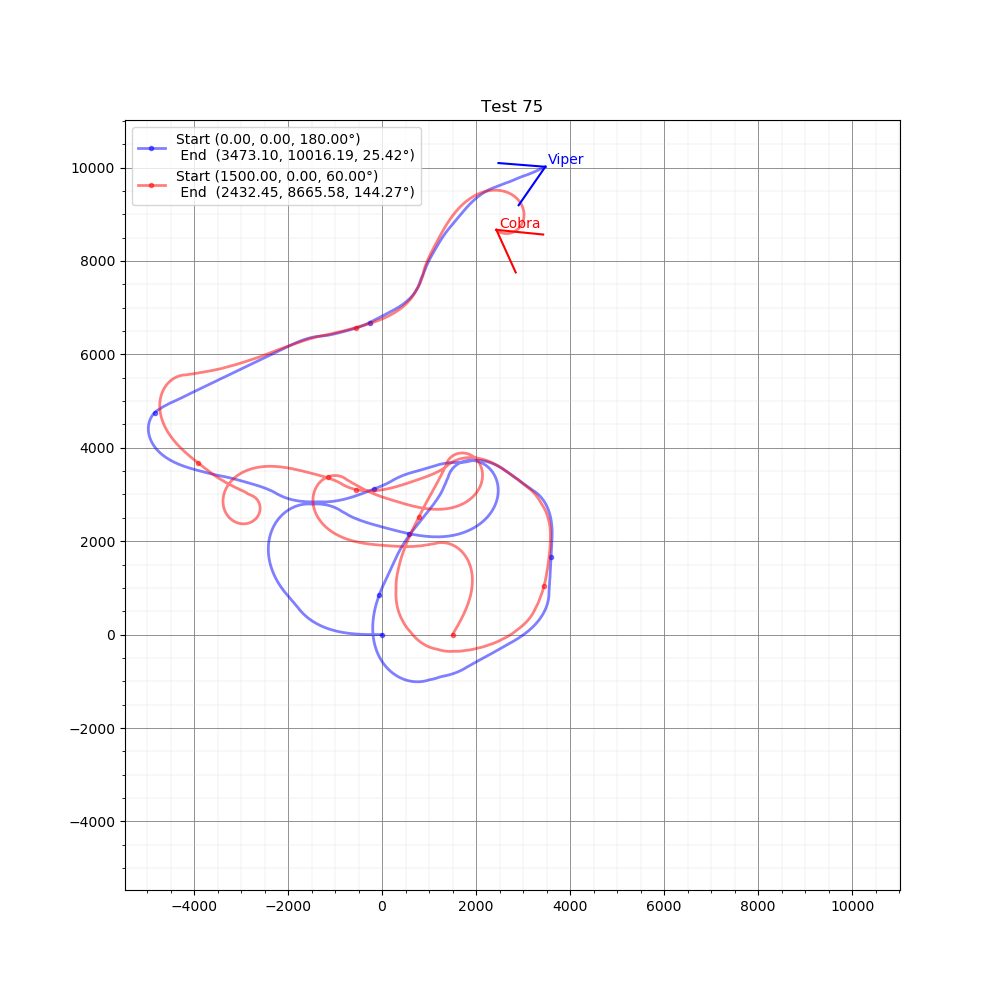 Test 75
Start (0.00, 0.00, 180.00°)
End (3473.10, 10016.19, 25.42°)
Start (1500.00, 0.00, 60.00°)
End (2432.45, 8665.58, 144.27°)
Viper
Cobra
10000
8000
6000
4000
2000
0
−2000
−4000
−4000 −2000 0 2000 4000 6000 8000 10000